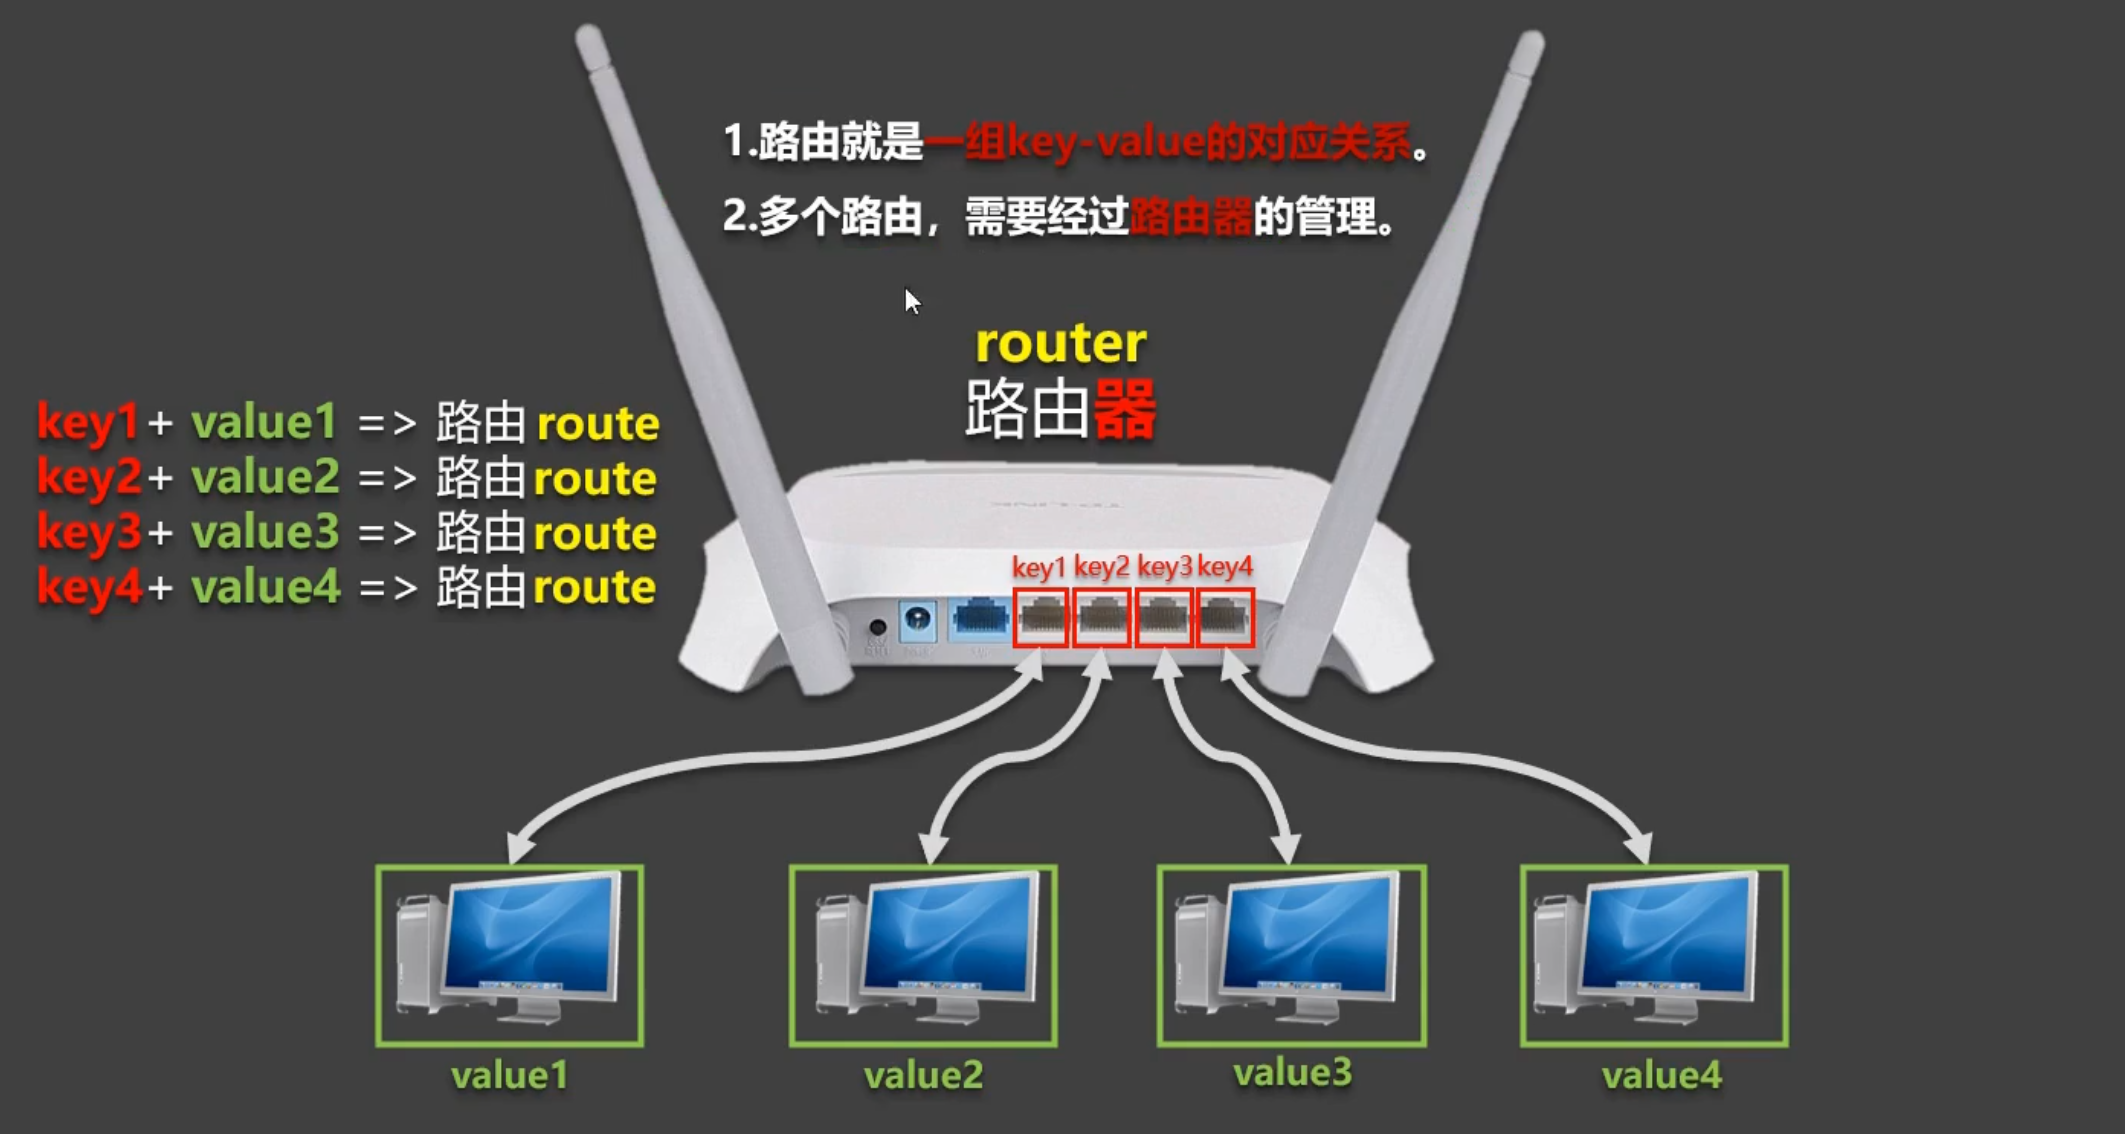 1.路由就是一组key-value的对应关系。
2.多个路由，需要经过路由器的管理。
router
路由器
key1+ value1 => 路由 route
key2+ value2 => 路由 route
key3+ value3 => 路由 route
key4+ value4 => 路由 route
TP-LINK
key1 key2 key3 key4
value1 value2 value3 value4